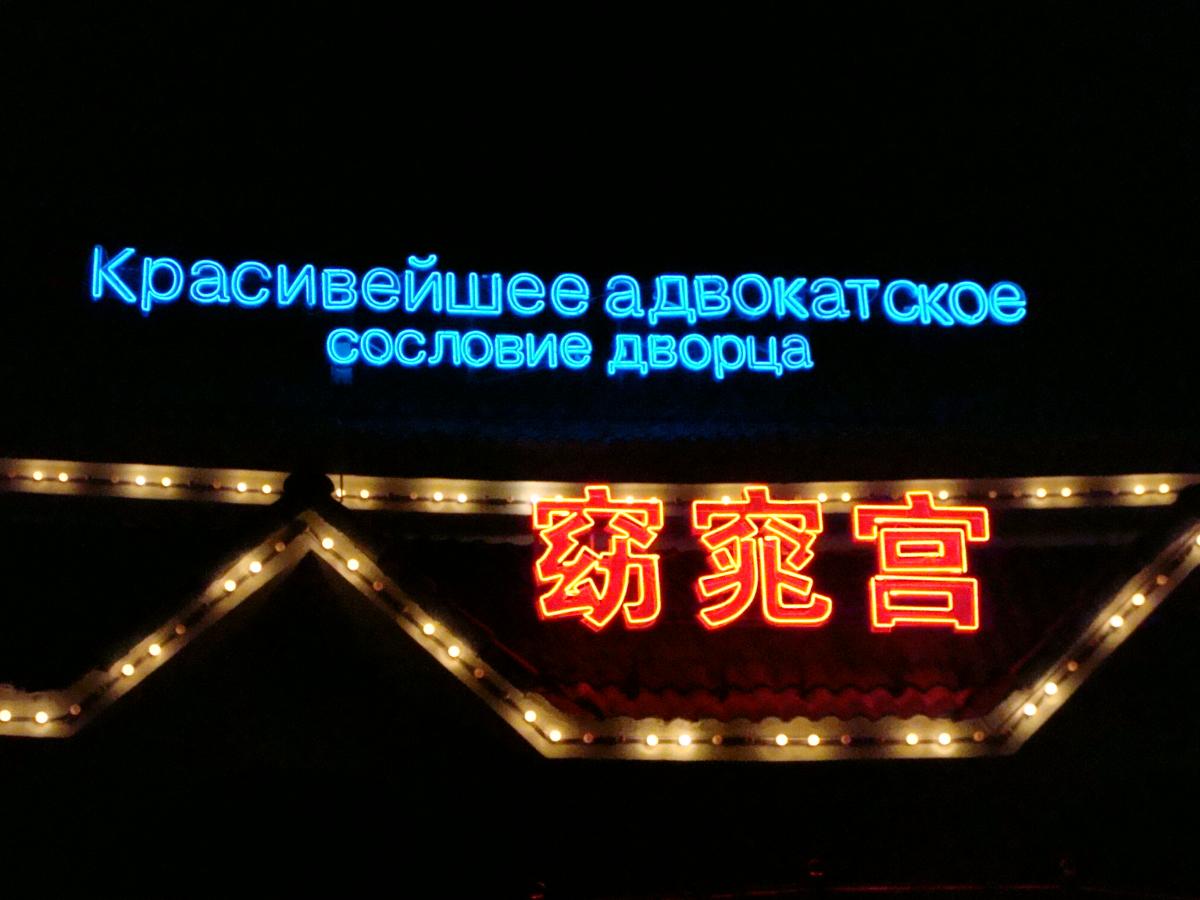 Красивейшее адвокатское
сословие дворца
窈窕宫